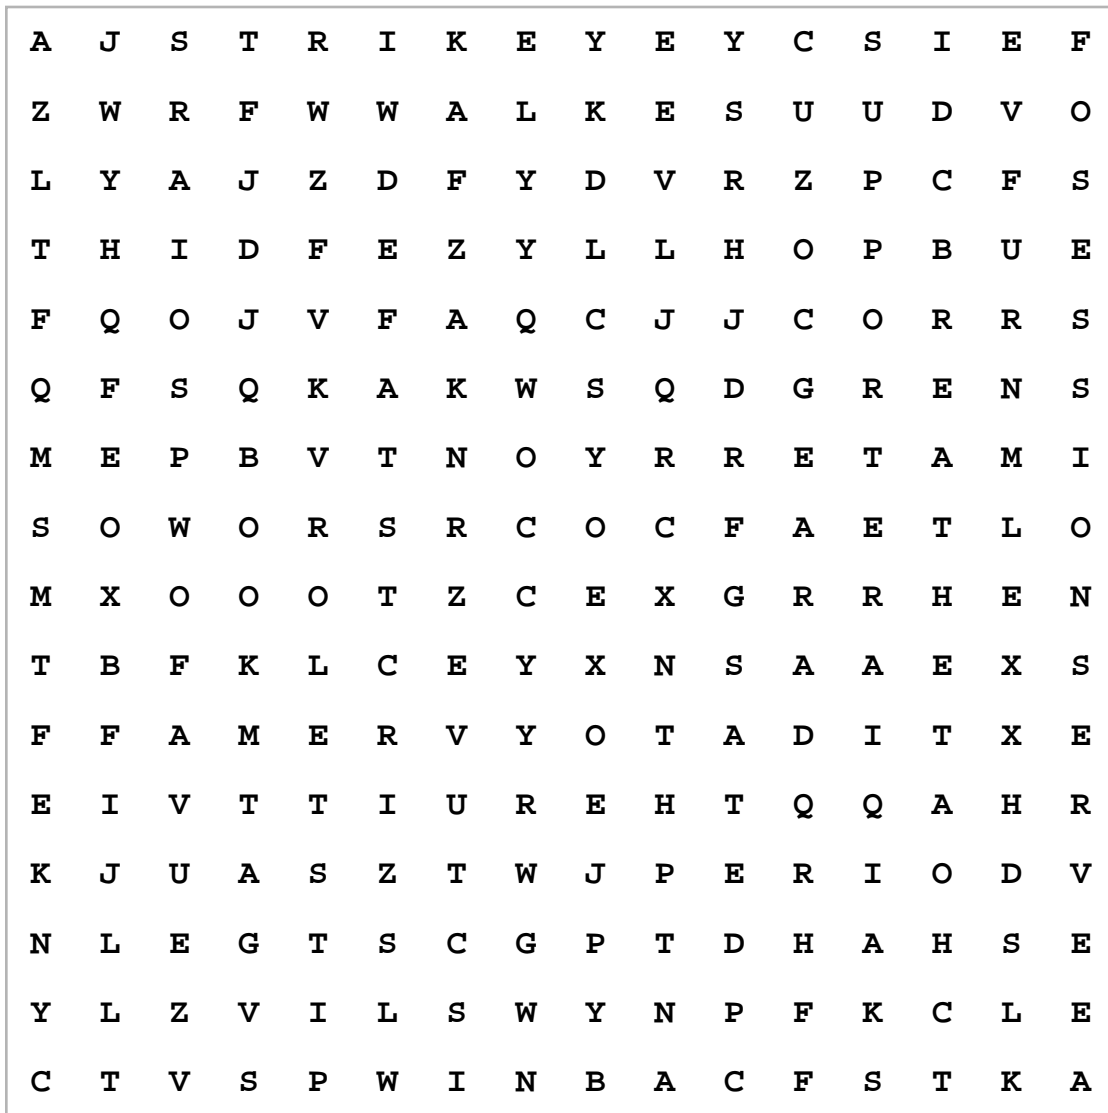 A J S T R I K E Y E Y C S I E F
Z W R F W W A L K E S U U D V O
L Y A J Z D F Y D V R Z P C F S
T H I D F E Z Y L L H O P B U E
F Q O J V F A Q C J J C O R R S
Q F S Q K A K W S Q D G R E N S
M E P B V T N O Y R R E T A M I
S O W O R S R C O C F A E T L O
M X O O O T Z C E X G R R H E N
T B F K L C E Y X N S A A E X S
F F A M E R V Y O T A D I T X E
E I V T T I U R E H T Q Q A H R
K J U A S Z T W J P E R I O D V
N L E G T S C G P T D H A H S E
Y L Z V I L S W Y N P F K C L E
C T V S P W I N B A C F S T K A